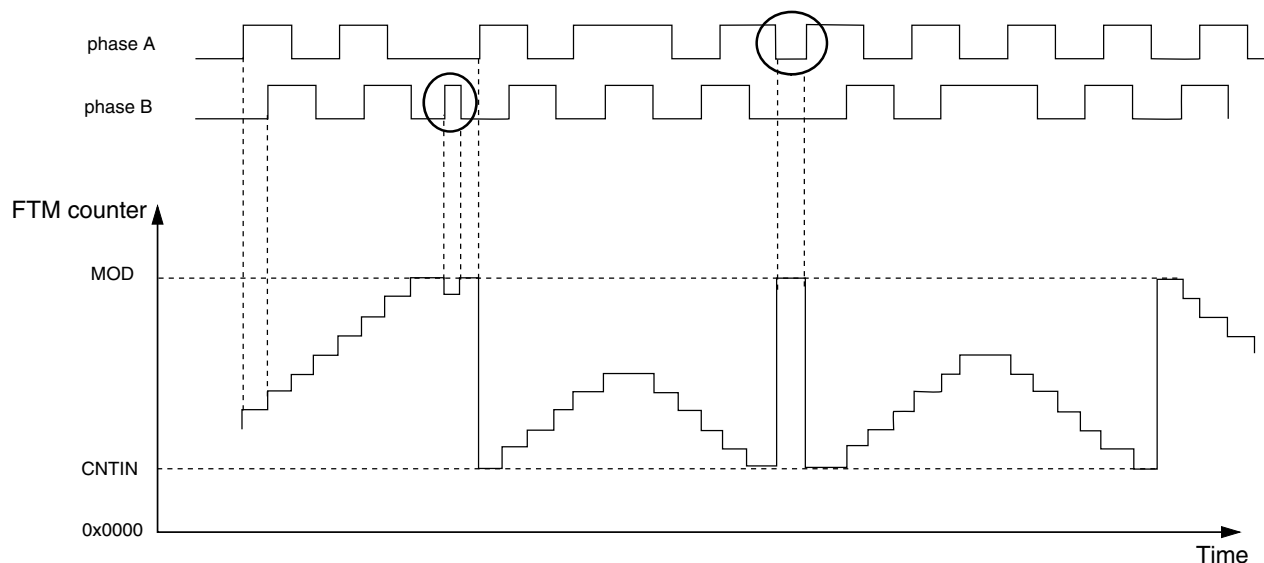 phase A
phase B
FTM counter
MOD
CNTIN
0x0000
Time